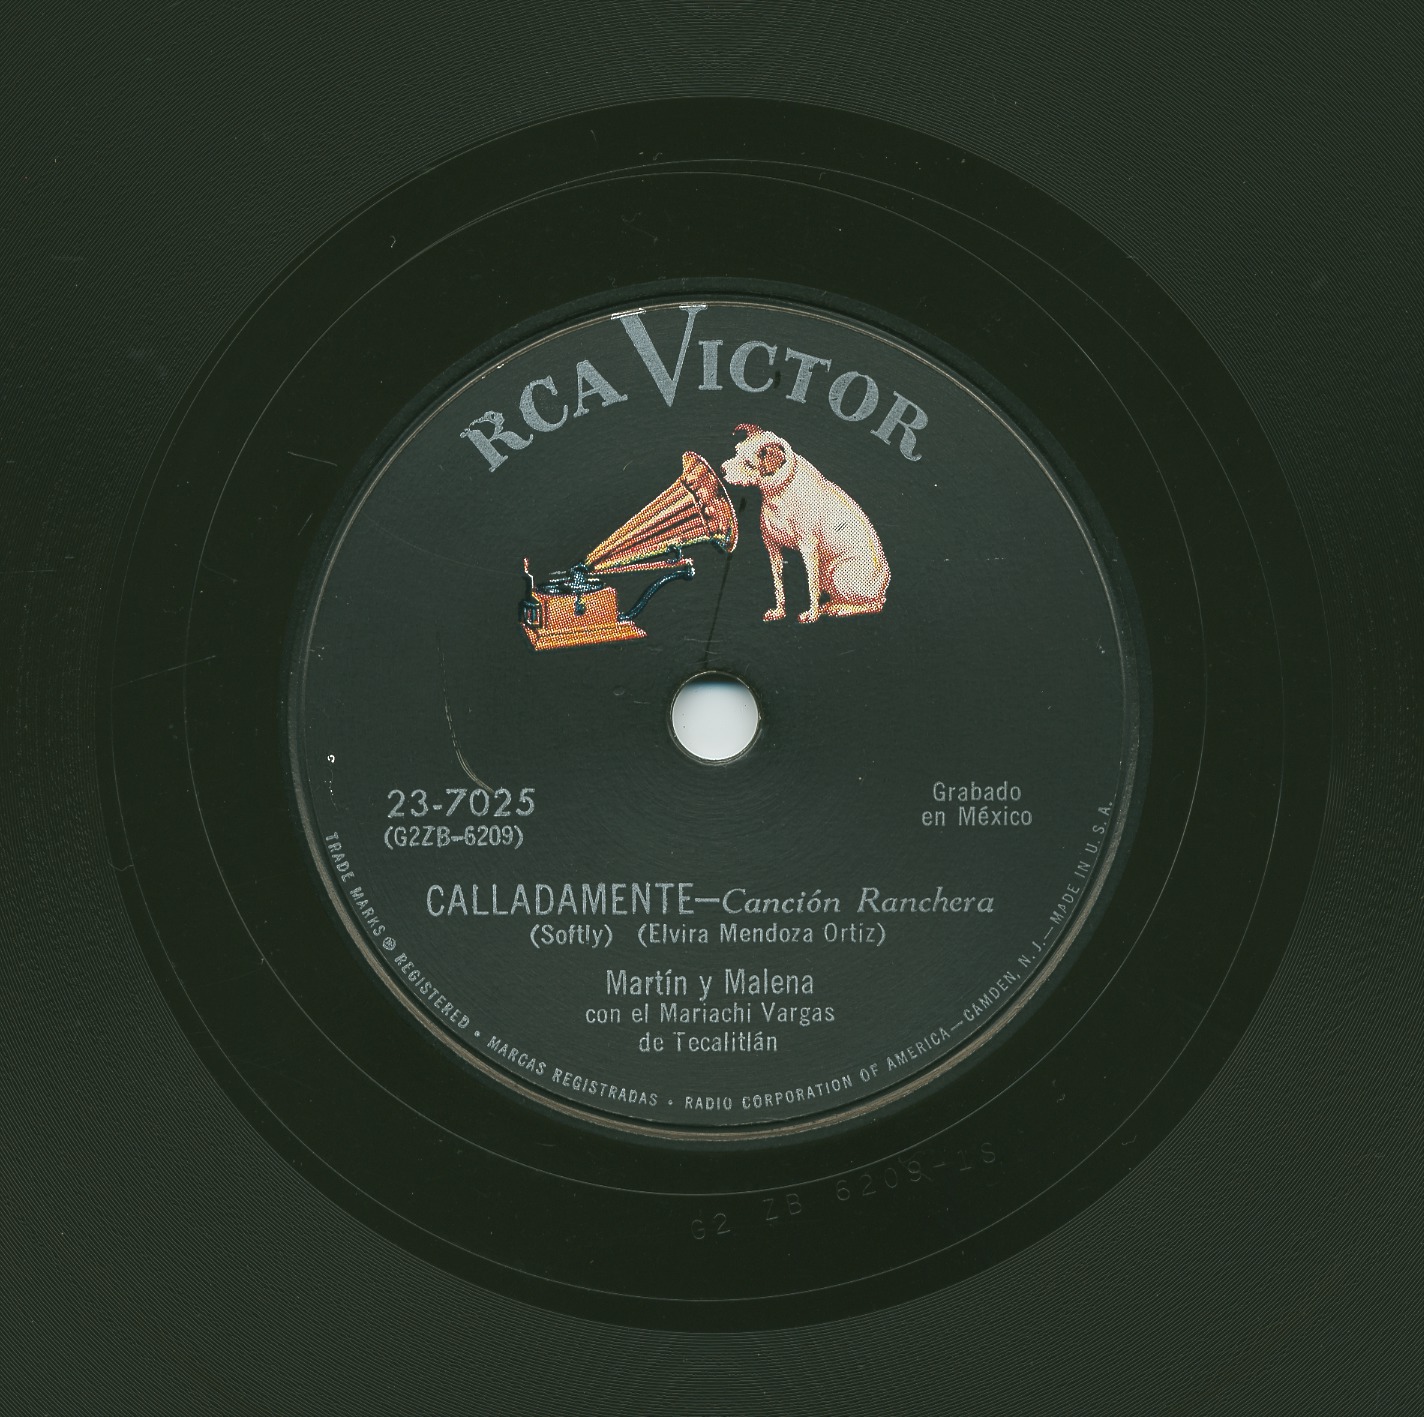 RCA VICTOR
23-7025
(G2ZB-6209)
Grabado
en México
CALLADAMENTE—Canción Ranchera
(Softly) (Elvira Mendoza Ortiz)
Martín y Malena
con el Mariachi Vargas
de Tecalitlán
TRADE MARKS ® REGISTERED • MARCAS REGISTRADAS • RADIO CORPORATION OF AMERICA—CAMDEN, N. J.—MADE IN U. S. A.
G2 ZB 6209-1S